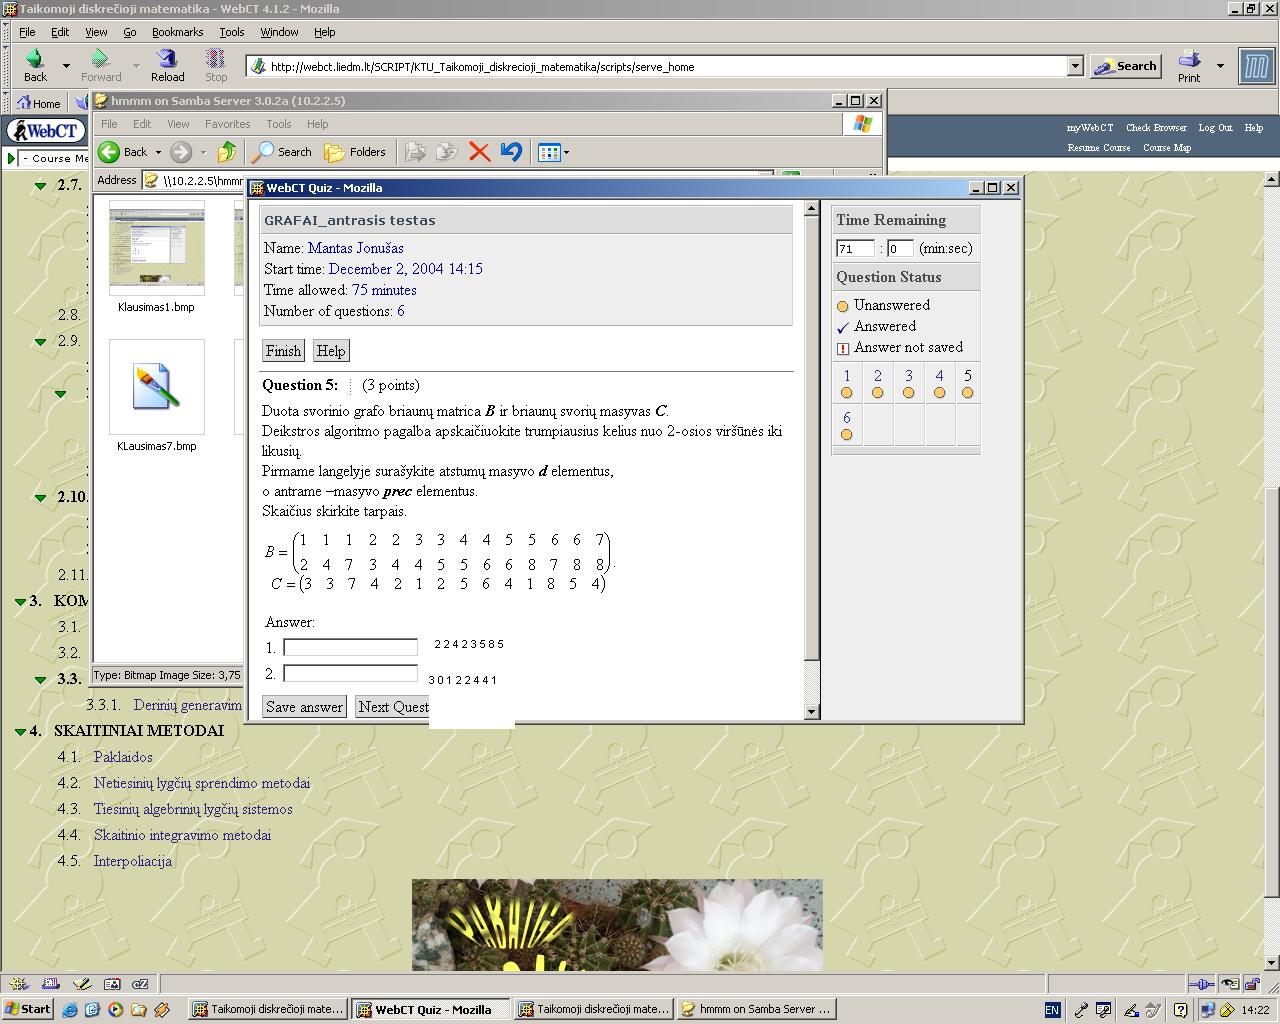 Taikomoji diskrečioji matematika - WebCT 4.1.2 - Mozilla
File Edit View Go Bookmarks Tools Window Help
Back Forward Reload Stop
http://webct.liedm.lt/SCRIPT/KTU_Taikomoji_diskrecioji_matematika/scripts/serve_home
Search
Print
Home
hmmm on Samba Server 3.0.2a (10.2.2.5)
File Edit View Favorites Tools Help
WebCT
myWebCT Check Browser Log Out Help
Resume Course Course Map
- Course Me
Back Search Folders
Address \\10.2.2.5\hmmm
Klausimas1.bmp
KLausimas7.bmp
Type: Bitmap Image Size: 3,75
WebCT Quiz - Mozilla
GRAFAI_antrasis testas
Name: Mantas Jonušas
Start time: December 2, 2004 14:15
Time allowed: 75 minutes
Number of questions: 6
Finish Help
Question 5: (3 points)
Duota svorinio grafo briaunų matrica B ir briaunų svorių masyvas C.
Deikstros algoritmo pagalba apskaičiuokite trumpiausius kelius nuo 2-osios viršūnės iki
likusių.
Pirmame langelyje surašykite atstumų masyvo d elementus,
o antrame –masyvo prec elementus.
Skaičius skirkite tarpais.
B = (1 1 1 2 2 3 3 4 4 5 5 6 6 7
2 4 7 3 4 4 5 5 6 6 8 7 8 8).
C = (3 3 7 4 2 1 2 5 6 4 1 8 5 4)
Answer:
1. 2 2 4 2 3 5 8 5
2. 3 0 1 2 2 4 4 1
Save answer Next Quest
Time Remaining
71 : 0 (min:sec)
Question Status
Unanswered
Answered
Answer not saved
1 2 3 4 5
6
2.7.
2.8.
2.9.
2.10.
2.11.
3. KOM
3.1.
3.2.
3.3.
3.3.1. Derinių generavim
4. SKAITINIAI METODAI
4.1. Paklaidos
4.2. Netiesinių lygčių sprendimo metodai
4.3. Tiesinių algebrinių lygčių sistemos
4.4. Skaitinio integravimo metodai
4.5. Interpoliacija
Start Taikomoji diskrečioji mate... WebCT Quiz - Mozilla Taikomoji diskrečioji mate... hmmm on Samba Server ... EN 14:22